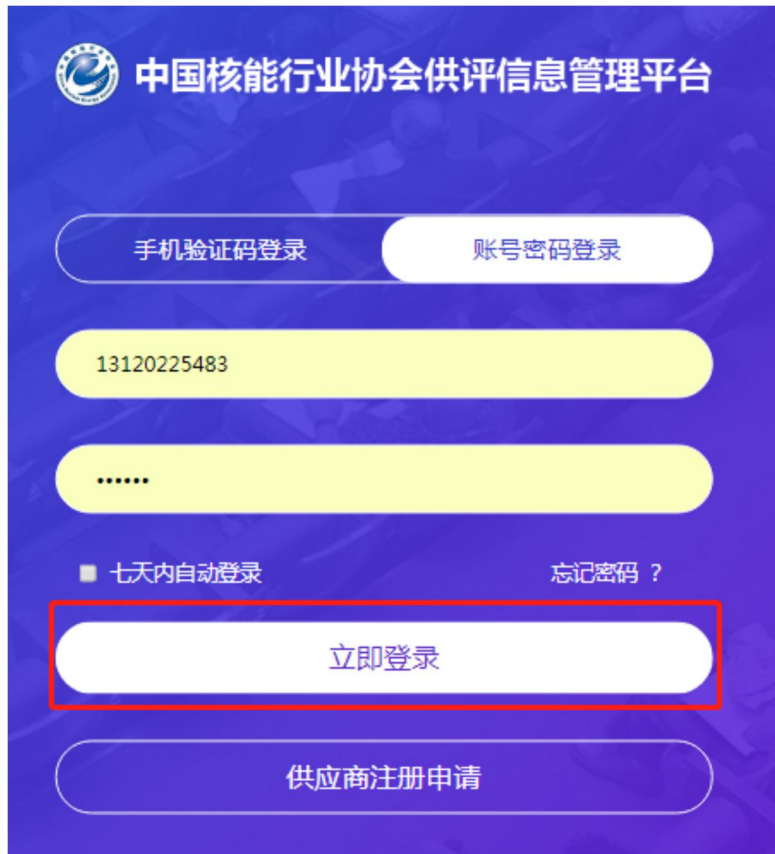 中国核能行业协会供评信息管理平台
手机验证码登录 账号密码登录
13120225483
••••••
七天内自动登录 忘记密码 ?
立即登录
供应商注册申请